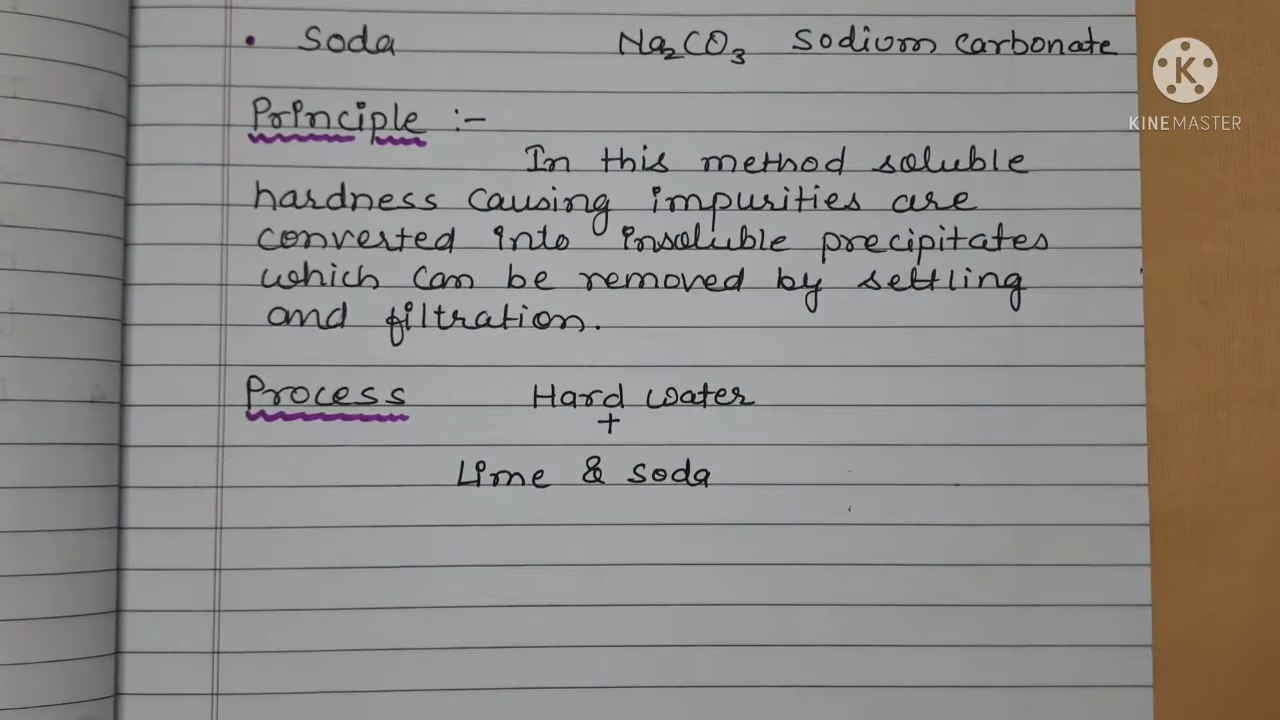 • Soda Na₂CO₃ Sodium carbonate
KINEMASTER
Principle :-
In this method soluble
hardness causing impurities are
converted into insoluble precipitates
which can be removed by settling
and filtration.
Process Hard water
+
Lime & soda